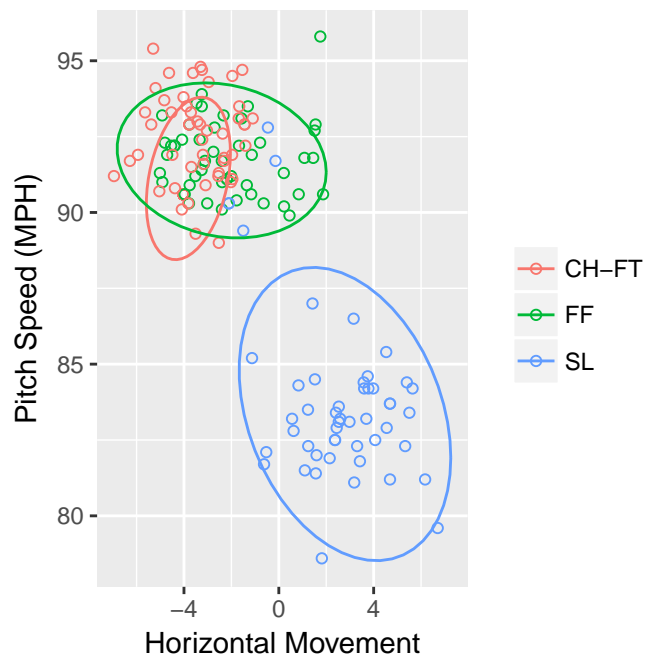 95
90
85
80
Pitch Speed (MPH)
−4
0
4
Horizontal Movement
CH−FT
FF
SL